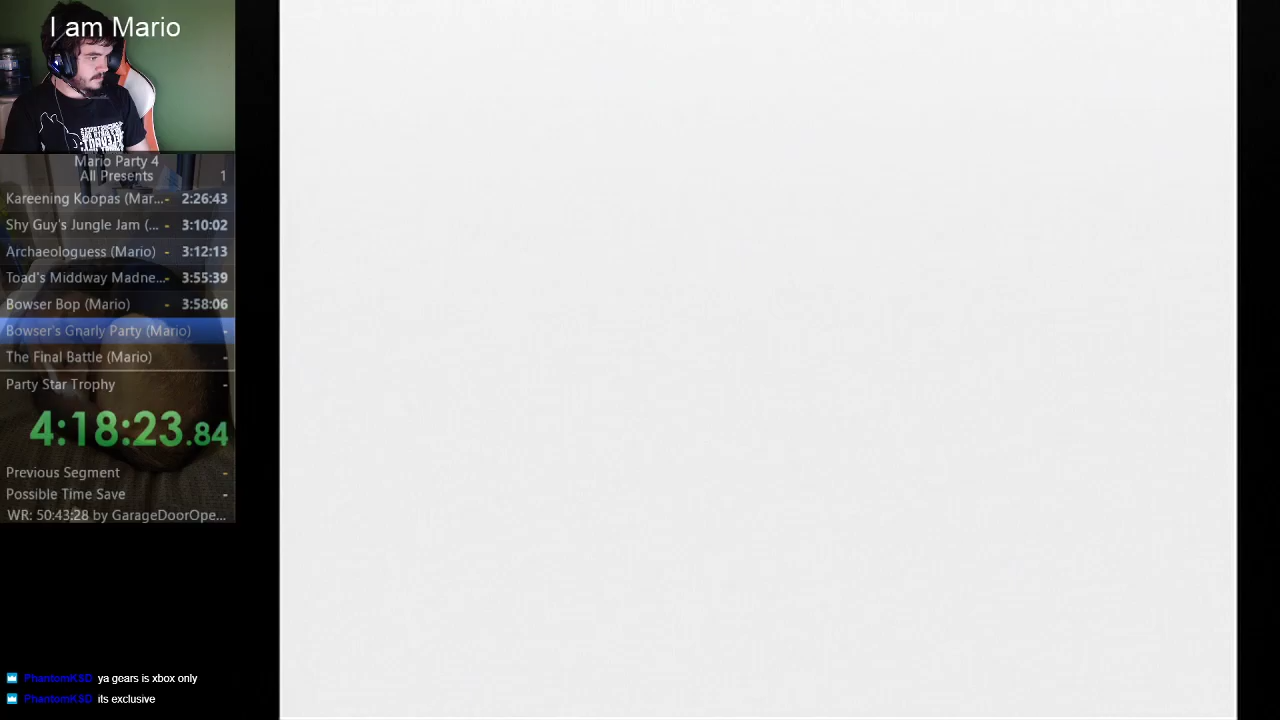 I am Mario
Mario Party 4
All Presents 1
Kareening Koopas (Mar... - 2:26:43
Shy Guy's Jungle Jam (... - 3:10:02
Archaeologuess (Mario) - 3:12:13
Toad's Middway Madne... - 3:55:39
Bowser Bop (Mario) - 3:58:06
Bowser's Gnarly Party (Mario) -
The Final Battle (Mario) -
Party Star Trophy -
4:18:23.84
Previous Segment -
Possible Time Save -
WR: 50:43:28 by GarageDoorOpe...
PhantomKSD ya gears is xbox only
PhantomKSD its exclusive